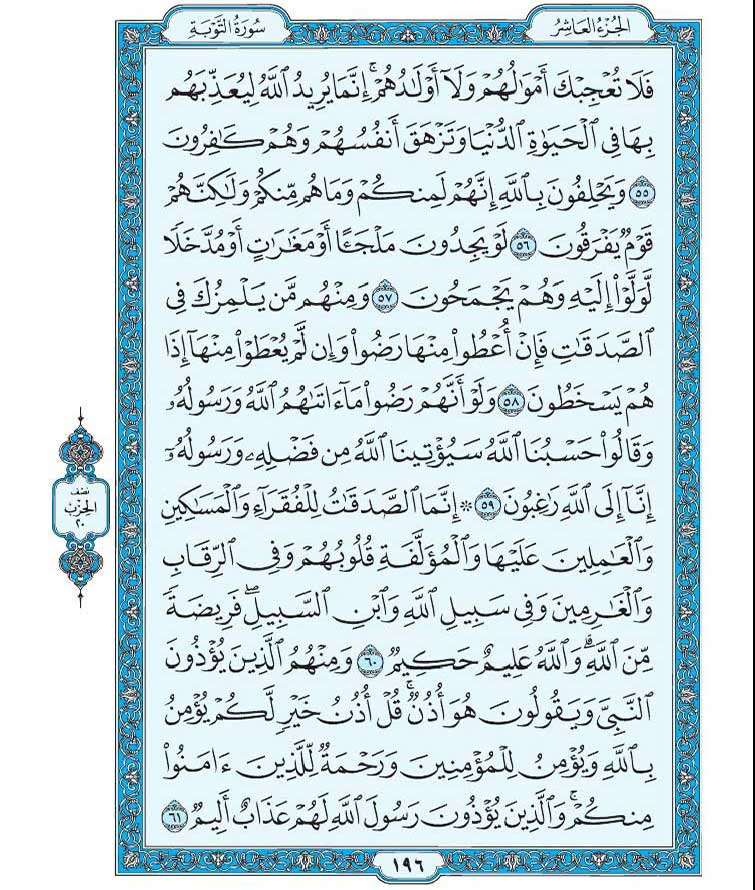 الجُزْءُ العَاشِرُ
سُورَةُ التَّوْبَةِ
فَلَا تُعْجِبْكَ أَمْوَٰلُهُمْ وَلَآ أَوْلَٰدُهُمْۚ إِنَّمَا يُرِيدُ ٱللَّهُ لِيُعَذِّبَهُم
بِهَا فِي ٱلْحَيَوٰةِ ٱلدُّنْيَا وَتَزْهَقَ أَنفُسُهُمْ وَهُمْ كَٰفِرُونَ
٥٥ وَيَحْلِفُونَ بِٱللَّهِ إِنَّهُمْ لَمِنكُمْ وَمَا هُم مِّنكُمْ وَلَٰكِنَّهُمْ
قَوْمٌ يَفْرَقُونَ ٥٦ لَوْ يَجِدُونَ مَلْجَـًٔا أَوْ مَغَٰرَٰتٍ أَوْ مُدَّخَلًا
لَّوَلَّوْا۟ إِلَيْهِ وَهُمْ يَجْمَحُونَ ٥٧ وَمِنْهُم مَّن يَلْمِزُكَ فِي
ٱلصَّدَقَٰتِ فَإِنْ أُعْطُوا۟ مِنْهَا رَضُوا۟ وَإِن لَّمْ يُعْطَوْا۟ مِنْهَآ إِذَا
هُمْ يَسْخَطُونَ ٥٨ وَلَوْ أَنَّهُمْ رَضُوا۟ مَآ ءَاتَىٰهُمُ ٱللَّهُ وَرَسُولُهُۥ
وَقَالُوا۟ حَسْبُنَا ٱللَّهُ سَيُؤْتِينَا ٱللَّهُ مِن فَضْلِهِۦ وَرَسُولُهُۥٓ
إِنَّآ إِلَى ٱللَّهِ رَٰغِبُونَ ٥٩ ۞ إِنَّمَا ٱلصَّدَقَٰتُ لِلْفُقَرَآءِ وَٱلْمَسَٰكِينِ
وَٱلْعَٰمِلِينَ عَلَيْهَا وَٱلْمُؤَلَّفَةِ قُلُوبُهُمْ وَفِي ٱلرِّقَابِ
وَٱلْغَٰرِمِينَ وَفِي سَبِيلِ ٱللَّهِ وَٱبْنِ ٱلسَّبِيلِۖ فَرِيضَةً
مِّنَ ٱللَّهِۗ وَٱللَّهُ عَلِيمٌ حَكِيمٌ ٦٠ وَمِنْهُمُ ٱلَّذِينَ يُؤْذُونَ
ٱلنَّبِيَّ وَيَقُولُونَ هُوَ أُذُنٌۚ قُلْ أُذُنُ خَيْرٍ لَّكُمْ يُؤْمِنُ
بِٱللَّهِ وَيُؤْمِنُ لِلْمُؤْمِنِينَ وَرَحْمَةٌ لِّلَّذِينَ ءَامَنُوا۟
مِنكُمْۚ وَٱلَّذِينَ يُؤْذُونَ رَسُولَ ٱللَّهِ لَهُمْ عَذَابٌ أَلِيمٌ ٦١
نصف
الحزب
٢٠
١٩٦